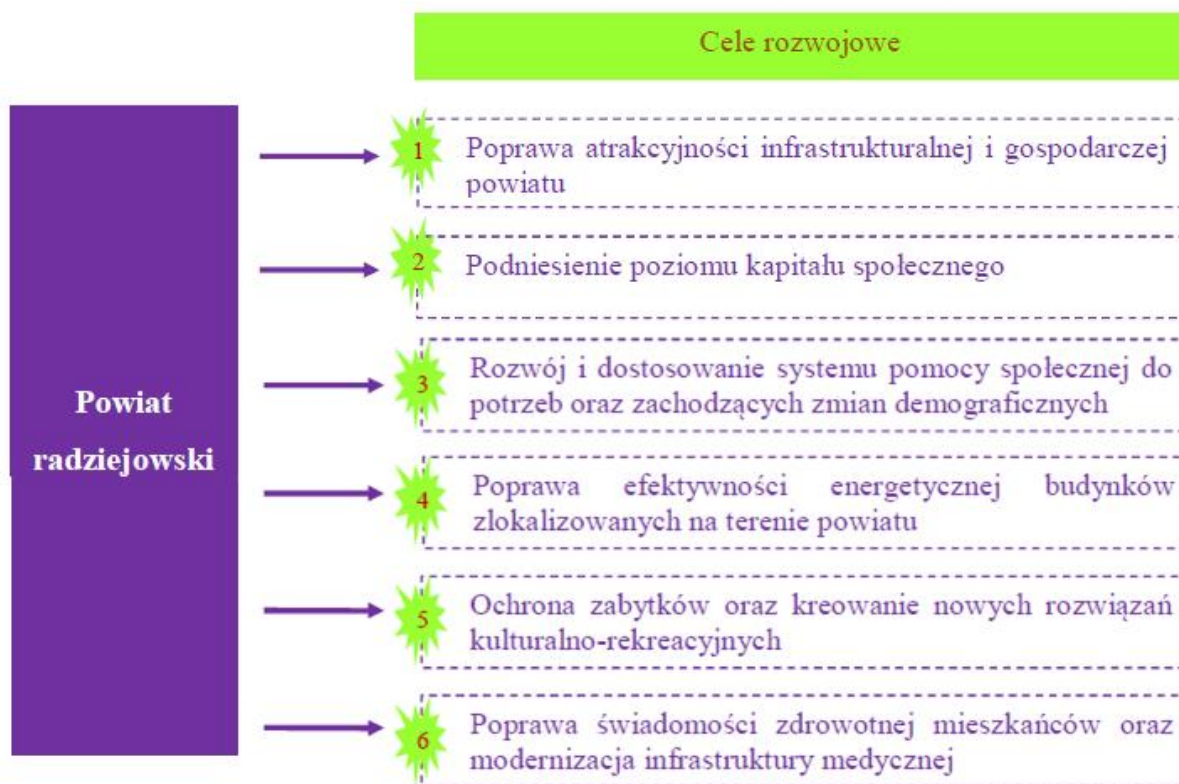 Cele rozwojowe
Powiat
radziejowski
1
Poprawa atrakcyjności infrastrukturalnej i gospodarczej
powiatu
2
Podniesienie poziomu kapitału społecznego
3
Rozwój i dostosowanie systemu pomocy społecznej do
potrzeb oraz zachodzących zmian demograficznych
4
Poprawa efektywności energetycznej budynków
zlokalizowanych na terenie powiatu
5
Ochrona zabytków oraz kreowanie nowych rozwiązań
kulturalno-rekreacyjnych
6
Poprawa świadomości zdrowotnej mieszkańców oraz
modernizacja infrastruktury medycznej